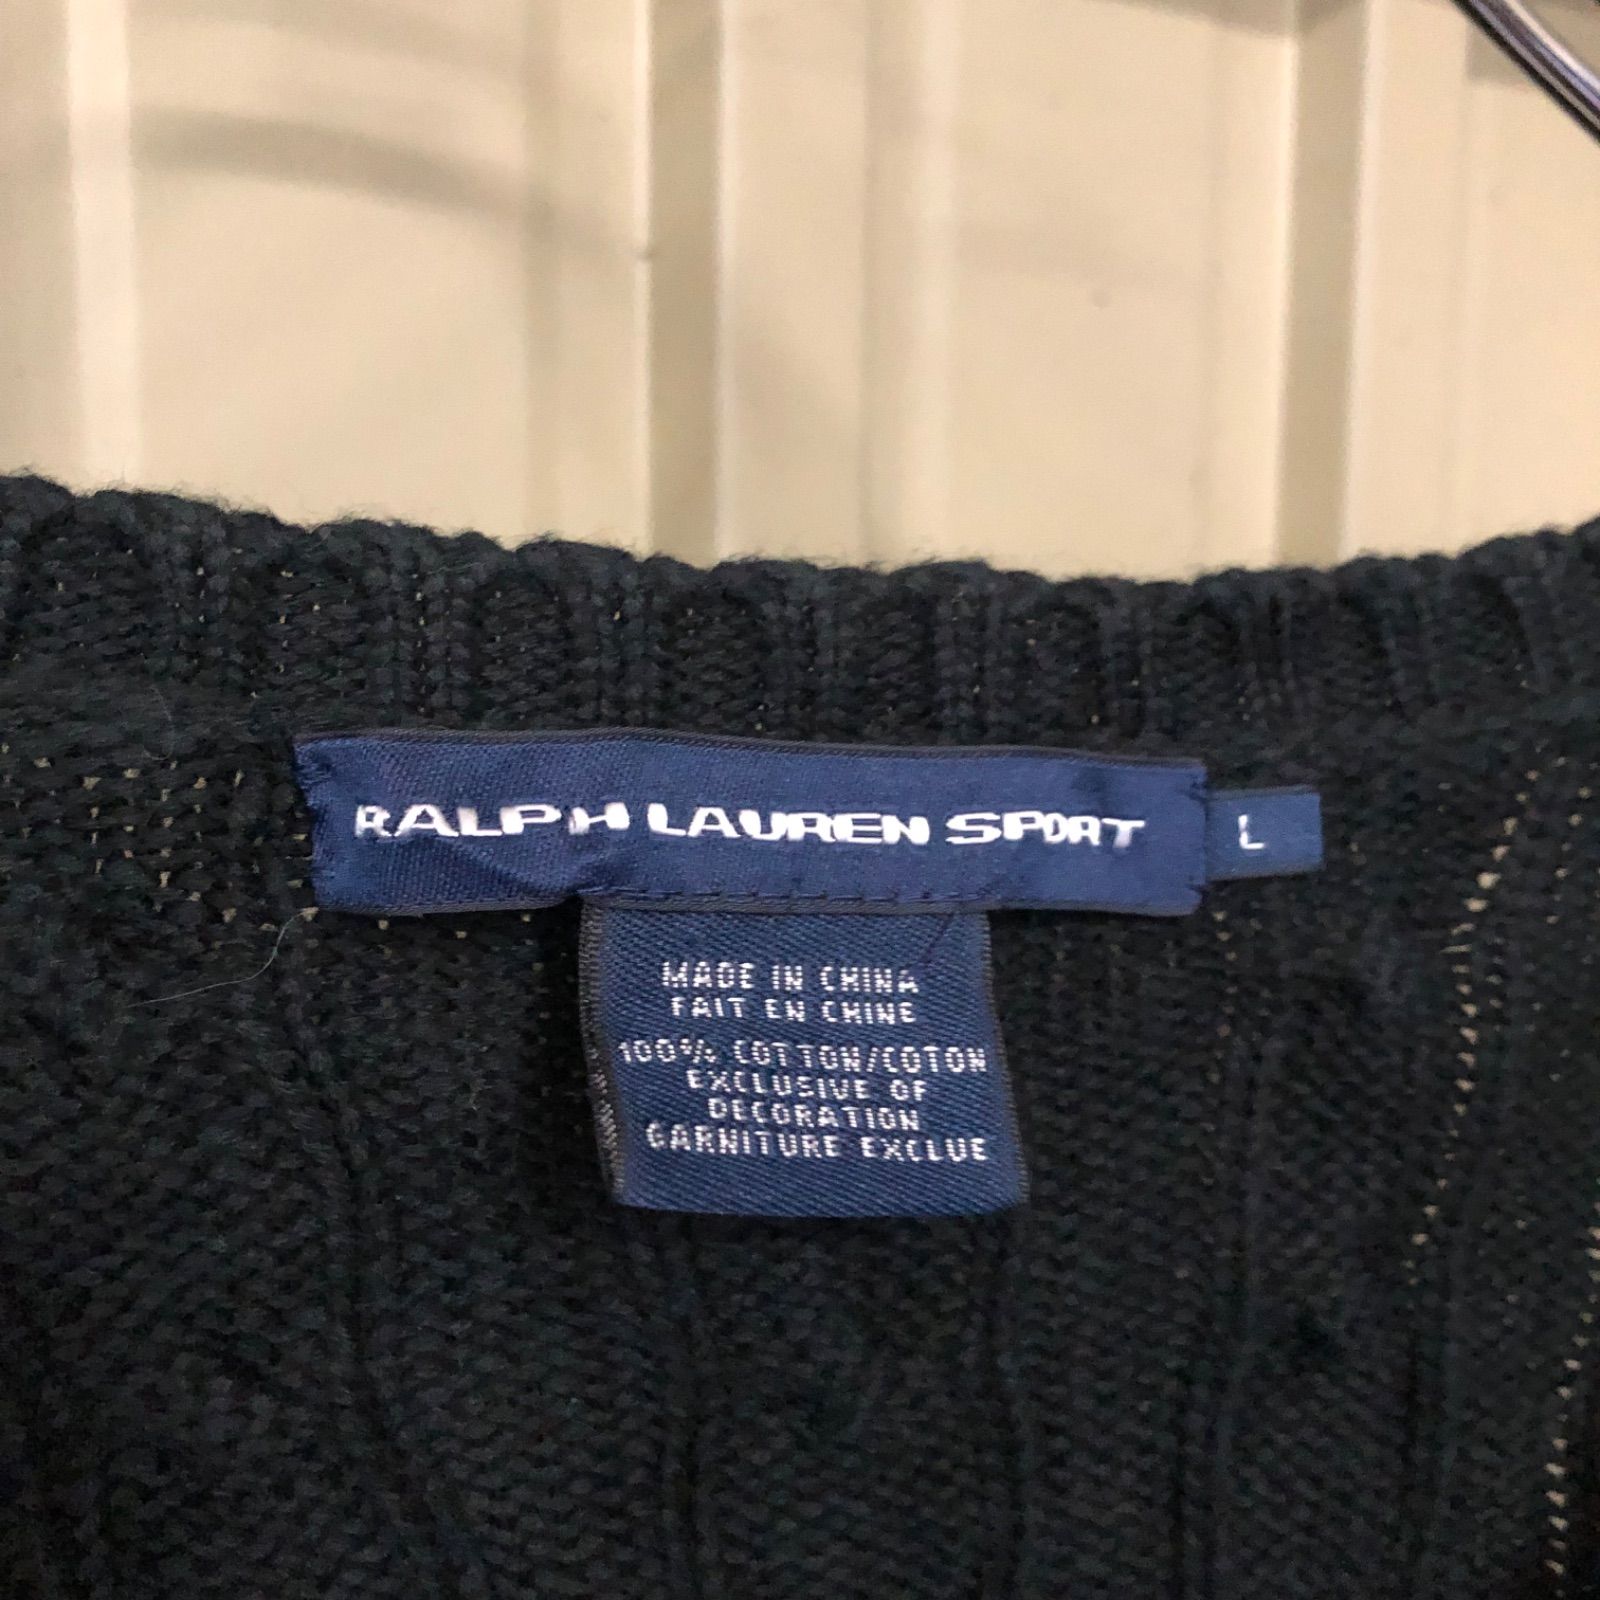 RALPH LAUREN SPORT
L
MADE IN CHINA
FAIT EN CHINE
100% COTTON/COTON
EXCLUSIVE OF
DECORATION
GARNITURE EXCLUE